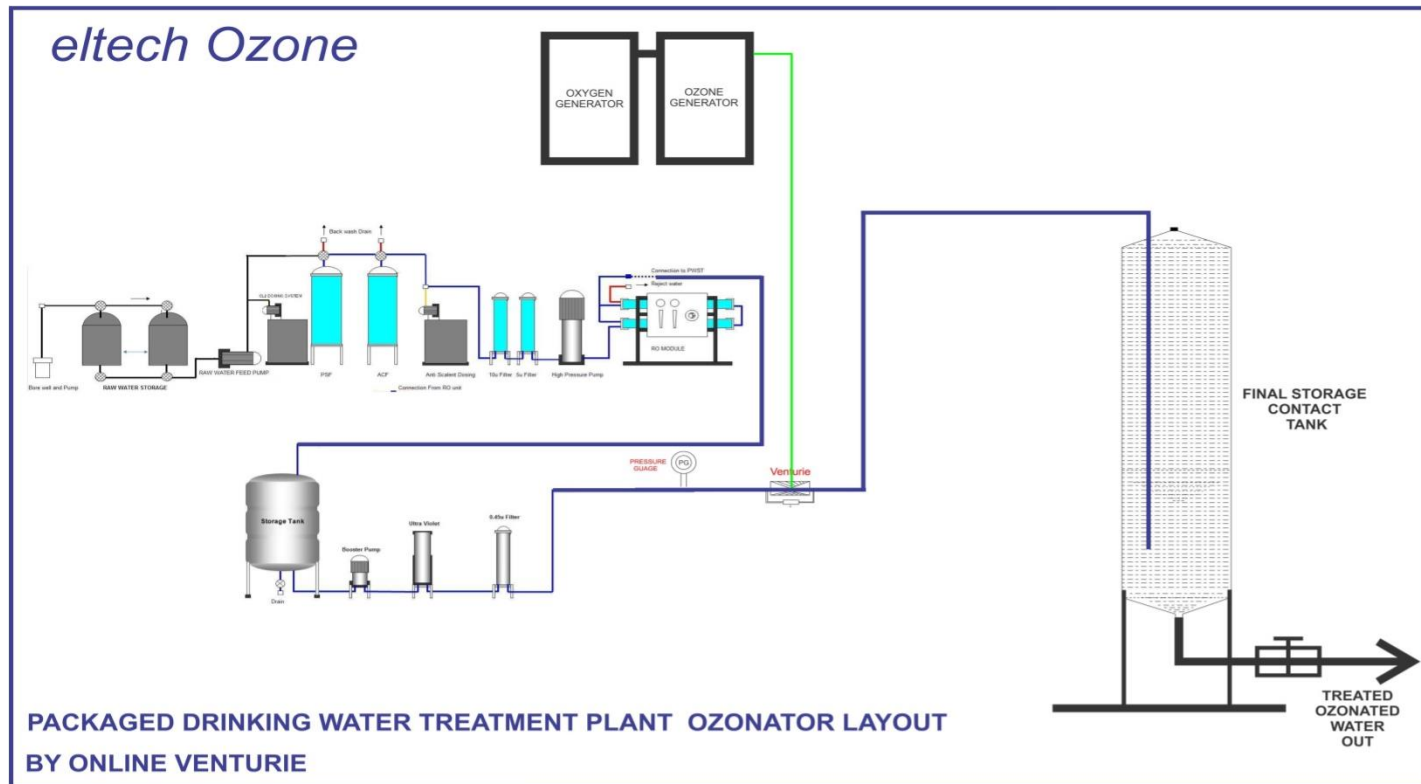 eltech Ozone
OXYGEN
GENERATOR
OZONE
GENERATOR
Back wash Drain
Connection to PWST
Reject water
RO MODULE
Bore well and Pump
RAW WATER STORAGE
RAW WATER FEED PUMP
PSF
ACF
Anti Scalent Dosing
10u Filter
5u Filter
High Pressure Pump
Connection From RO unit
FINAL STORAGE
CONTACT
TANK
PRESSURE
GUAGE
PG
Venturie
Storage Tank
Drain
Booster Pump
Ultra Violet
0.45u Filter
TREATED
OZONATED
WATER
OUT
PACKAGED DRINKING WATER TREATMENT PLANT OZONATOR LAYOUT
BY ONLINE VENTURIE